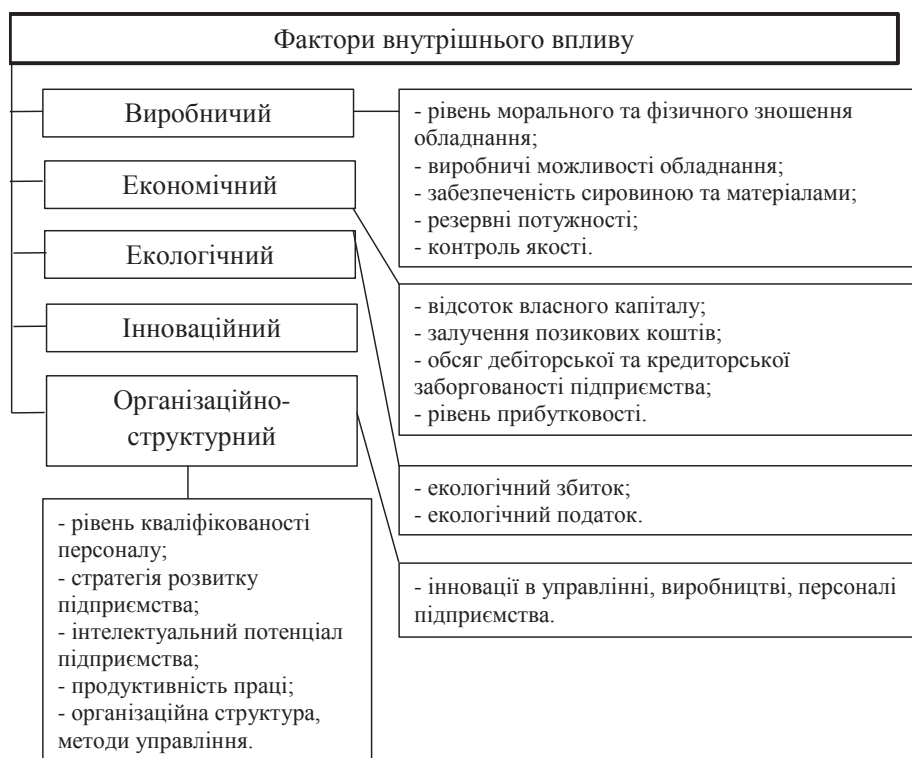 Фактори внутрішнього впливу
Виробничий
- рівень морального та фізичного зношення
обладнання;
- виробничі можливості обладнання;
- забезпеченість сировиною та матеріалами;
- резервні потужності;
- контроль якості.
Економічний
- відсоток власного капіталу;
- залучення позикових коштів;
- обсяг дебіторської та кредиторської
заборгованості підприємства;
- рівень прибутковості.
Екологічний
- екологічний збиток;
- екологічний податок.
Інноваційний
- інновації в управлінні, виробництві, персоналі
підприємства.
Організаційно-
структурний
- рівень кваліфікованості
персоналу;
- стратегія розвитку
підприємства;
- інтелектуальний потенціал
підприємства;
- продуктивність праці;
- організаційна структура,
методи управління.